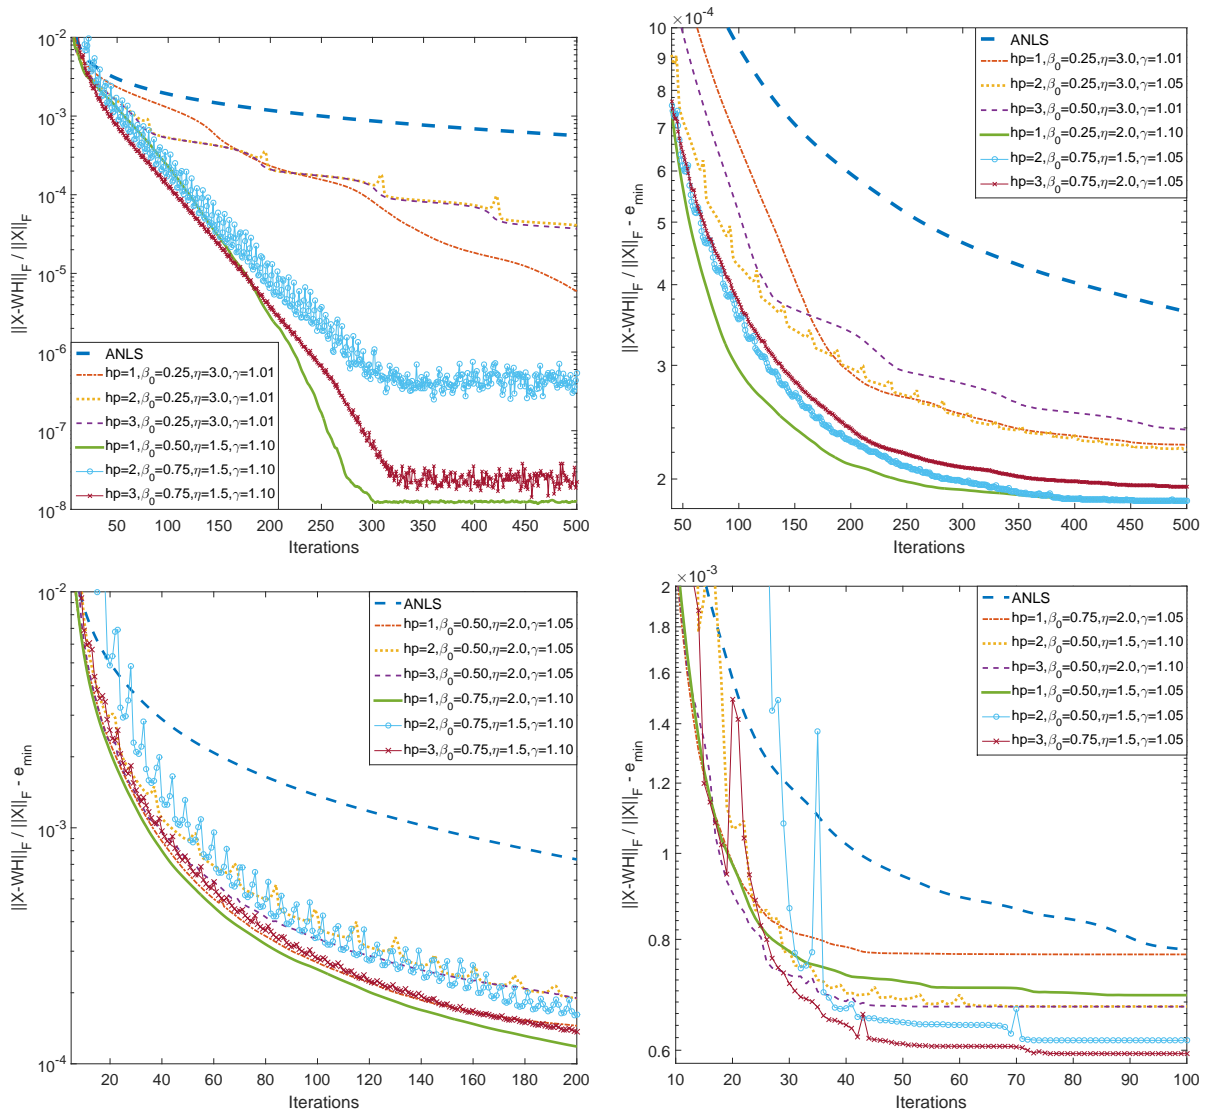 10^-2
10^-3
10^-4
10^-5
10^-6
10^-7
10^-8
||X-WH||_F / ||X||_F
ANLS
hp=1,β_0=0.25,η=3.0,γ=1.01
hp=2,β_0=0.25,η=3.0,γ=1.01
hp=3,β_0=0.25,η=3.0,γ=1.01
hp=1,β_0=0.50,η=1.5,γ=1.10
hp=2,β_0=0.75,η=1.5,γ=1.10
hp=3,β_0=0.75,η=1.5,γ=1.10
50 100 150 200 250 300 350 400 450 500
Iterations
×10^-4
10
9
8
7
6
5
4
3
2
||X-WH||_F / ||X||_F - e_min
ANLS
hp=1,β_0=0.25,η=3.0,γ=1.01
hp=2,β_0=0.25,η=3.0,γ=1.05
hp=3,β_0=0.50,η=3.0,γ=1.01
hp=1,β_0=0.25,η=2.0,γ=1.10
hp=2,β_0=0.75,η=1.5,γ=1.05
hp=3,β_0=0.75,η=2.0,γ=1.05
50 100 150 200 250 300 350 400 450 500
Iterations
10^-2
10^-3
10^-4
||X-WH||_F / ||X||_F - e_min
ANLS
hp=1,β_0=0.50,η=2.0,γ=1.05
hp=2,β_0=0.50,η=2.0,γ=1.05
hp=3,β_0=0.50,η=2.0,γ=1.05
hp=1,β_0=0.75,η=2.0,γ=1.10
hp=2,β_0=0.75,η=1.5,γ=1.10
hp=3,β_0=0.75,η=1.5,γ=1.10
20 40 60 80 100 120 140 160 180 200
Iterations
×10^-3
2
1.8
1.6
1.4
1.2
1
0.8
0.6
||X-WH||_F / ||X||_F - e_min
ANLS
hp=1,β_0=0.75,η=2.0,γ=1.05
hp=2,β_0=0.50,η=1.5,γ=1.10
hp=3,β_0=0.50,η=2.0,γ=1.05
hp=1,β_0=0.50,η=1.5,γ=1.05
hp=2,β_0=0.50,η=1.5,γ=1.05
hp=3,β_0=0.75,η=1.5,γ=1.05
10 20 30 40 50 60 70 80 90 100
Iterations